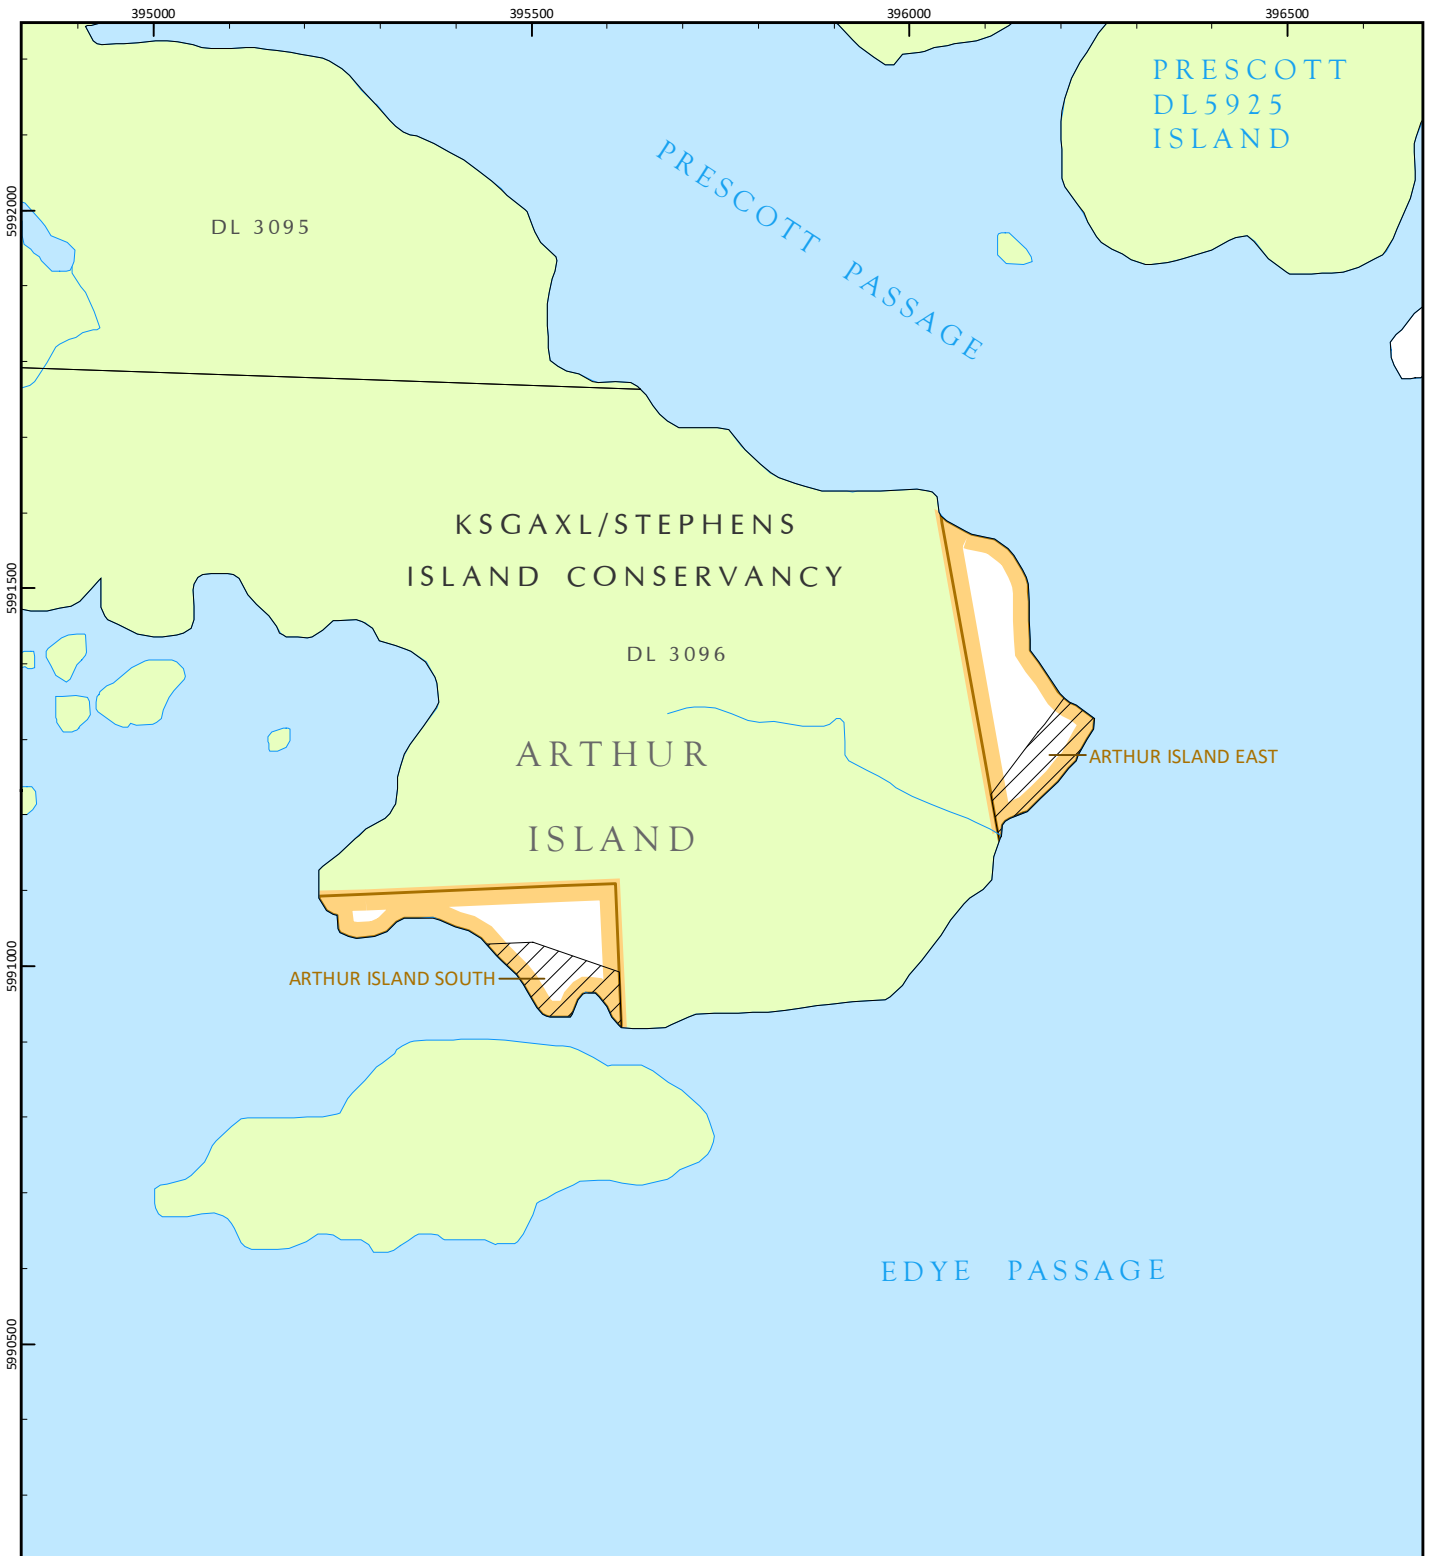 395000
395500
396000
396500
PRESCOTT
DL5925
ISLAND
PRESCOTT PASSAGE
5992000
DL 3095
KSGAXL/STEPHENS
ISLAND CONSERVANCY
5991500
DL 3096
ARTHUR
ISLAND
ARTHUR ISLAND EAST
5991000
ARTHUR ISLAND SOUTH
EDYE PASSAGE
5990500